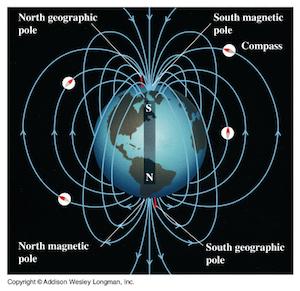 North geographic
pole
South magnetic
pole
Compass
S
N
North magnetic
pole
South geographic
pole
Copyright © Addison Wesley Longman, Inc.